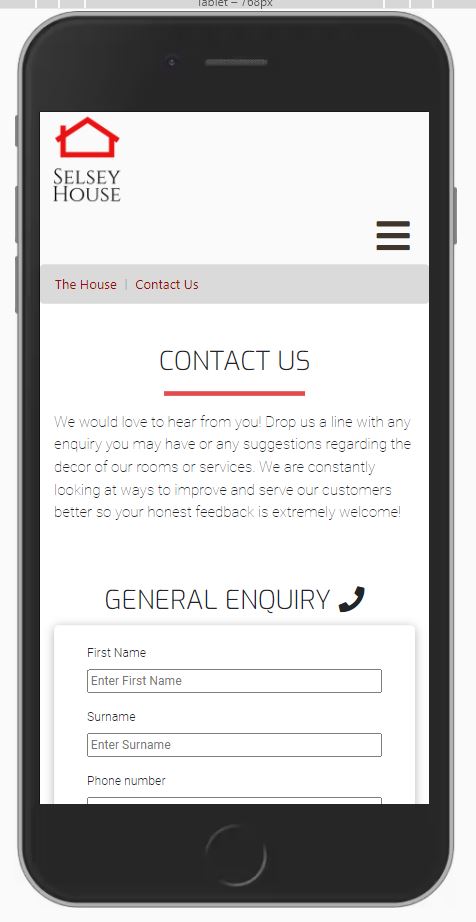 Tablet – 768px
SELSEY
HOUSE
The House | Contact Us
CONTACT US
We would love to hear from you! Drop us a line with any
enquiry you may have or any suggestions regarding the
decor of our rooms or services. We are constantly
looking at ways to improve and serve our customers
better so your honest feedback is extremely welcome!
GENERAL ENQUIRY
First Name
Enter First Name
Surname
Enter Surname
Phone number